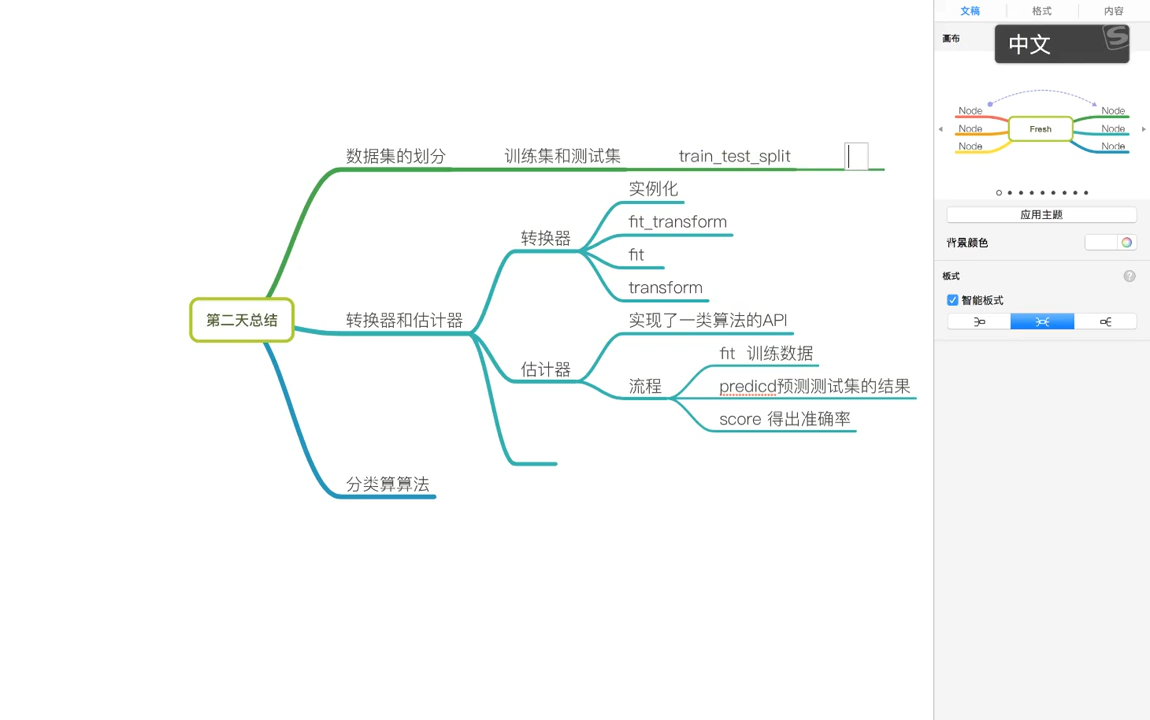 文稿
格式
内容
画布
中文
Node
Node
Node
Fresh
Node
Node
Node
应用主题
背景颜色
板式
?
智能板式
数据集的划分
训练集和测试集
train_test_split
实例化
fit_transform
转换器
fit
transform
第二天总结
转换器和估计器
实现了一类算法的API
估计器
流程
fit 训练数据
predicd预测测试集的结果
score 得出准确率
分类算算法